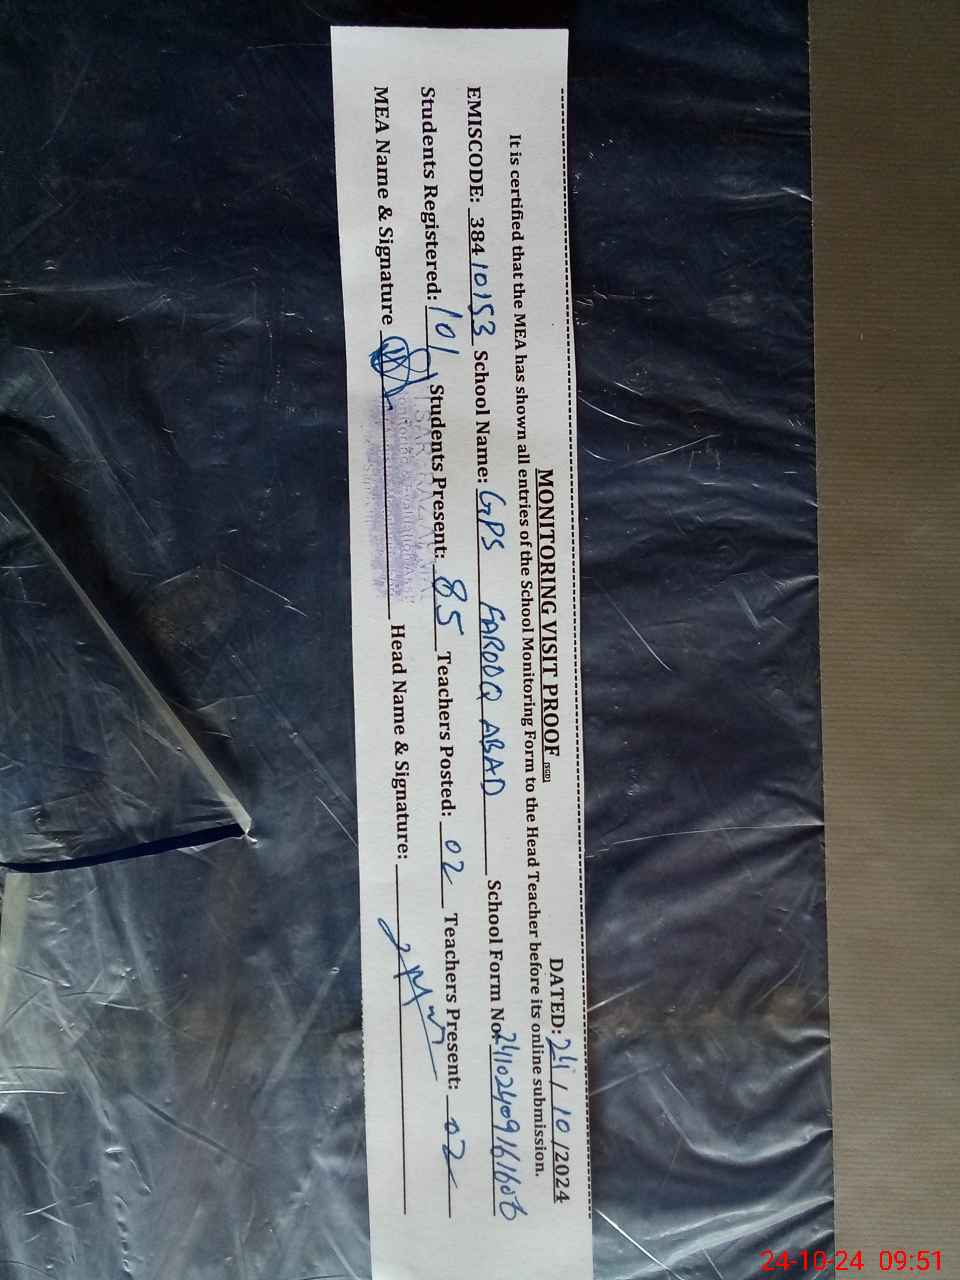 MONITORING VISIT PROOF (SGD) DATED: 24 / 10 /2024
It is certified that the MEA has shown all entries of the School Monitoring Form to the Head Teacher before its online submission.
EMISCODE: 38410153 School Name: GPS FAROOQ ABAD School Form No.
Students Registered: 101 Students Present: 85 Teachers Posted: 02 Teachers Present: 02
MEA Name & Signature Head Name & Signature:
24-10-24 09:51